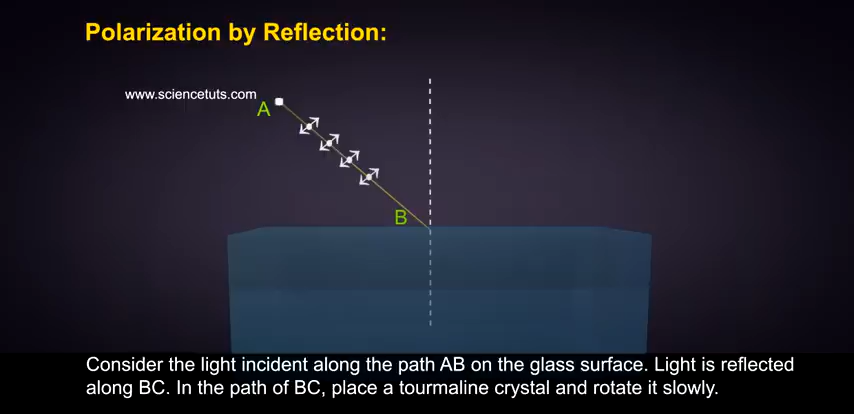 Polarization by Reflection:
www.sciencetuts.com
A
B
Consider the light incident along the path AB on the glass surface. Light is reflected
along BC. In the path of BC, place a tourmaline crystal and rotate it slowly.